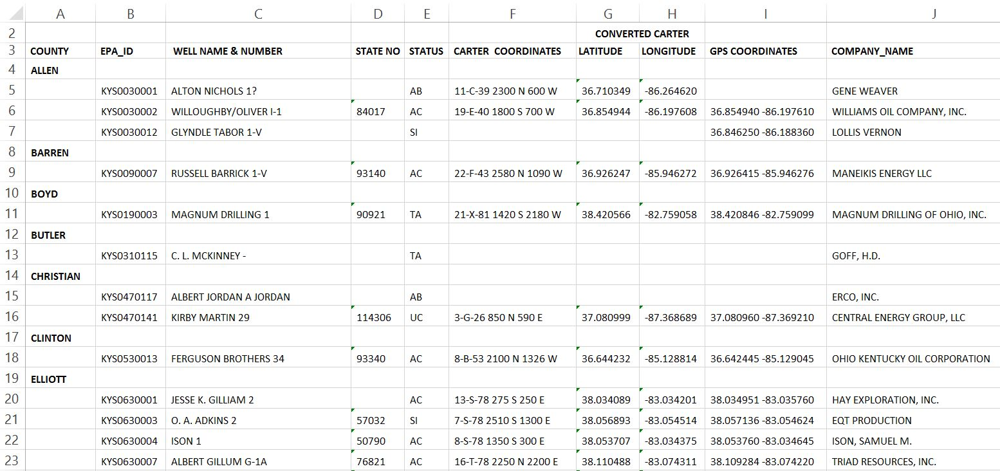 A B C D E F G H I J
2 CONVERTED CARTER
3 COUNTY EPA_ID WELL NAME & NUMBER STATE NO STATUS CARTER COORDINATES LATITUDE LONGITUDE GPS COORDINATES COMPANY_NAME
4 ALLEN
5 KYS0030001 ALTON NICHOLS 1? AB 11-C-39 2300 N 600 W 36.710349 -86.264620 GENE WEAVER
6 KYS0030002 WILLOUGHBY/OLIVER I-1 84017 AC 19-E-40 1800 S 700 W 36.854944 -86.197608 36.854940 -86.197610 WILLIAMS OIL COMPANY, INC.
7 KYS0030012 GLYNDLE TABOR 1-V SI 36.846250 -86.188360 LOLLIS VERNON
8 BARREN
9 KYS0090007 RUSSELL BARRICK 1-V 93140 AC 22-F-43 2580 N 1090 W 36.926247 -85.946272 36.926415 -85.946276 MANEIKIS ENERGY LLC
10 BOYD
11 KYS0190003 MAGNUM DRILLING 1 90921 TA 21-X-81 1420 S 2180 W 38.420566 -82.759058 38.420846 -82.759099 MAGNUM DRILLING OF OHIO, INC.
12 BUTLER
13 KYS0310115 C. L. MCKINNEY - TA GOFF, H.D.
14 CHRISTIAN
15 KYS0470117 ALBERT JORDAN A JORDAN AB ERCO, INC.
16 KYS0470141 KIRBY MARTIN 29 114306 UC 3-G-26 850 N 590 E 37.080999 -87.368689 37.080960 -87.369210 CENTRAL ENERGY GROUP, LLC
17 CLINTON
18 KYS0530013 FERGUSON BROTHERS 34 93340 AC 8-B-53 2100 N 1326 W 36.644232 -85.128814 36.642445 -85.129045 OHIO KENTUCKY OIL CORPORATION
19 ELLIOTT
20 KYS0630001 JESSE K. GILLIAM 2 AC 13-S-78 275 S 250 E 38.034089 -83.034201 38.034951 -83.035760 HAY EXPLORATION, INC.
21 KYS0630003 O. A. ADKINS 2 57032 SI 7-S-78 2510 S 1300 E 38.056893 -83.054514 38.057136 -83.054624 EQT PRODUCTION
22 KYS0630004 ISON 1 50790 AC 8-S-78 1350 S 300 E 38.053707 -83.034375 38.053760 -83.034645 ISON, SAMUEL M.
23 KYS0630007 ALBERT GILLUM G-1A 76821 AC 16-T-78 2250 N 2200 E 38.110488 -83.074311 38.109284 -83.074220 TRIAD RESOURCES, INC.